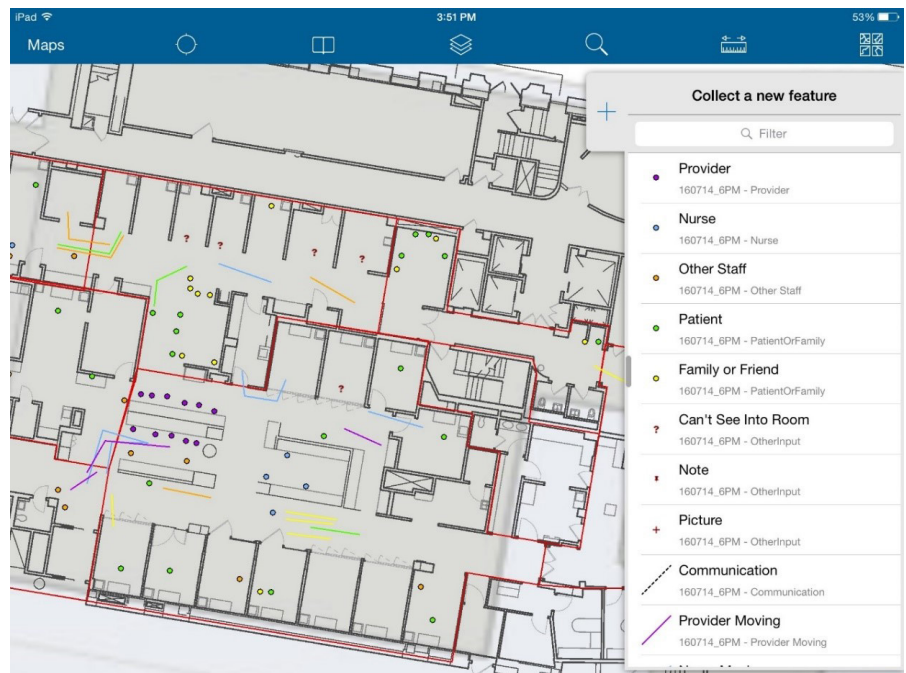 iPad 3:51 PM 53%
Maps
Collect a new feature
Filter
Provider
160714_6PM - Provider
Nurse
160714_6PM - Nurse
Other Staff
160714_6PM - Other Staff
Patient
160714_6PM - PatientOrFamily
Family or Friend
160714_6PM - PatientOrFamily
Can't See Into Room
160714_6PM - OtherInput
Note
160714_6PM - OtherInput
Picture
160714_6PM - OtherInput
Communication
160714_6PM - Communication
Provider Moving
160714_6PM - Provider Moving
? ? ? ? ?
?